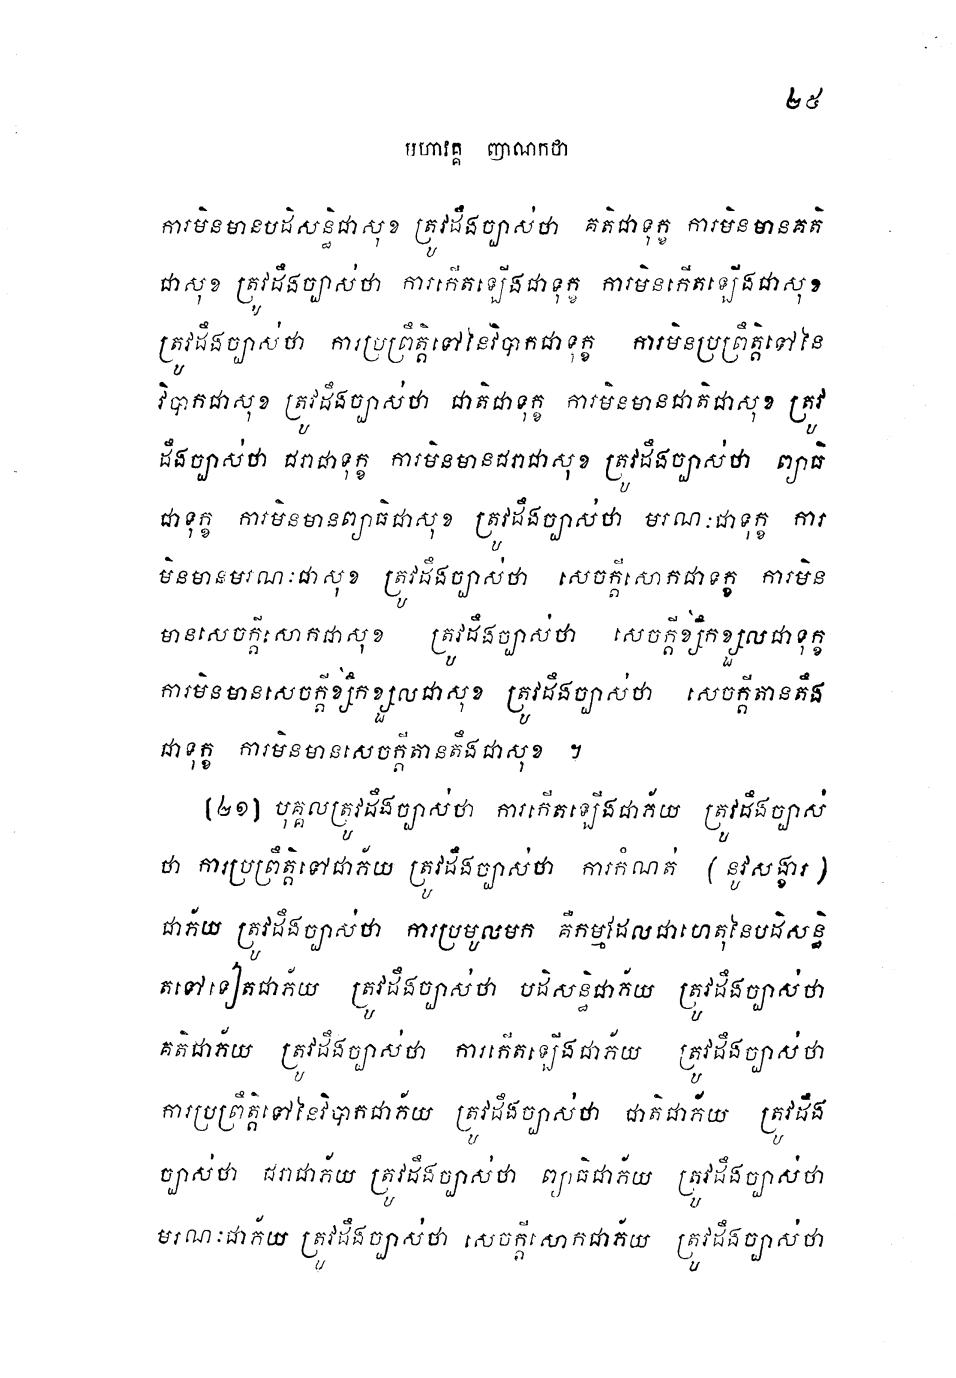 ២៥
មហាវគ្គ ញាណកថា
ការមិនមានបដិសន្ធិជាសុខ ត្រូវដឹងច្បាស់ថា គតិជាទុក្ខ ការមិនមានគតិ
ជាសុខ ត្រូវដឹងច្បាស់ថា ការកើតឡើងជាទុក្ខ ការមិនកើតឡើងជាសុខ
ត្រូវដឹងច្បាស់ថា ការប្រព្រឹត្តិទៅនៃវិបាកជាទុក្ខ ការមិនប្រព្រឹត្តិទៅនៃ
វិបាកជាសុខ ត្រូវដឹងច្បាស់ថា ជាតិជាទុក្ខ ការមិនមានជាតិជាសុខ ត្រូវ
ដឹងច្បាស់ថា ជរាជាទុក្ខ ការមិនមានជរាជាសុខ ត្រូវដឹងច្បាស់ថា ព្យាធិ
ជាទុក្ខ ការមិនមានព្យាធិជាសុខ ត្រូវដឹងច្បាស់ថា មរណៈជាទុក្ខ ការ
មិនមានមរណៈជាសុខ ត្រូវដឹងច្បាស់ថា សេចក្តីសោកជាទុក្ខ ការមិន
មានសេចក្តីសោកជាសុខ ត្រូវដឹងច្បាស់ថា សេចក្តីខ្សឹកខ្សួលជាទុក្ខ
ការមិនមានសេចក្តីខ្សឹកខ្សួលជាសុខ ត្រូវដឹងច្បាស់ថា សេចក្តីតានតឹង
ជាទុក្ខ ការមិនមានសេចក្តីតានតឹងជាសុខ ។
(២១) បុគ្គលត្រូវដឹងច្បាស់ថា ការកើតឡើងជាភ័យ ត្រូវដឹងច្បាស់
ថា ការប្រព្រឹត្តិទៅជាភ័យ ត្រូវដឹងច្បាស់ថា ការកំណត់ (នូវសង្ខារ)
ជាភ័យ ត្រូវដឹងច្បាស់ថា ការប្រមូលមក គឺកម្មដែលជាហេតុនៃបដិសន្ធិ
តទៅទៀតជាភ័យ ត្រូវដឹងច្បាស់ថា បដិសន្ធិជាភ័យ ត្រូវដឹងច្បាស់ថា
គតិជាភ័យ ត្រូវដឹងច្បាស់ថា ការកើតឡើងជាភ័យ ត្រូវដឹងច្បាស់ថា
ការប្រព្រឹត្តិទៅនៃវិបាកជាភ័យ ត្រូវដឹងច្បាស់ថា ជាតិជាភ័យ ត្រូវដឹង
ច្បាស់ថា ជរាជាភ័យ ត្រូវដឹងច្បាស់ថា ព្យាធិជាភ័យ ត្រូវដឹងច្បាស់ថា
មរណៈជាភ័យ ត្រូវដឹងច្បាស់ថា សេចក្តីសោកជាភ័យ ត្រូវដឹងច្បាស់ថា